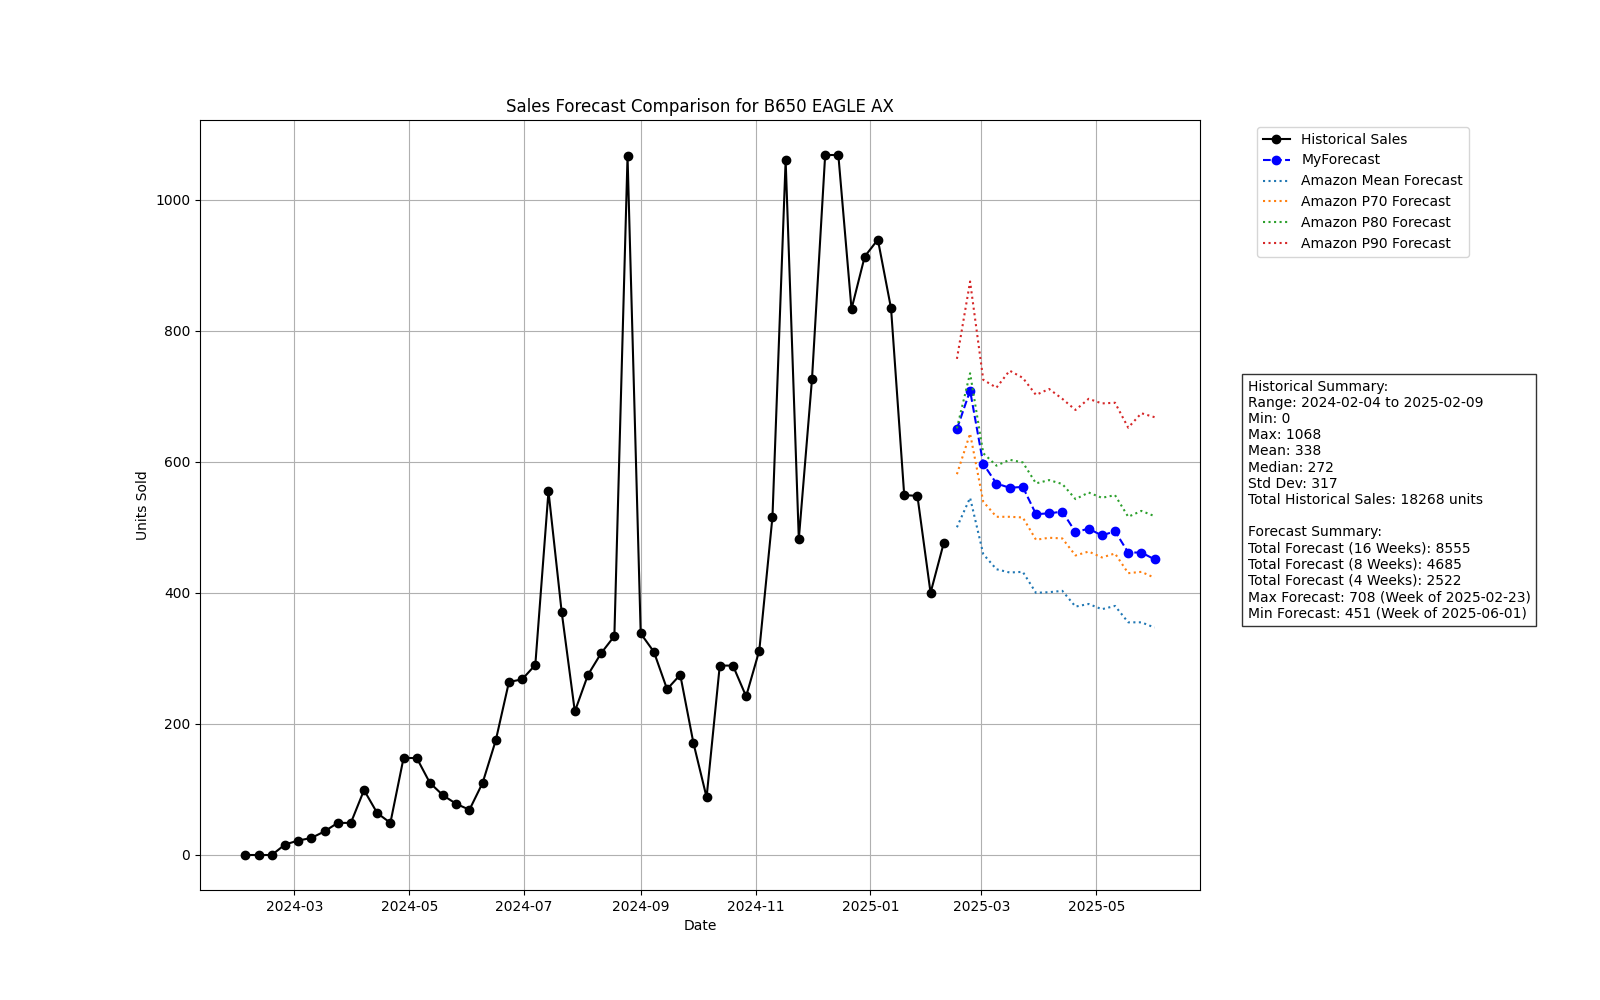 Sales Forecast Comparison for B650 EAGLE AX
Units Sold
1000
800
600
400
200
0
2024-03
2024-05
2024-07
2024-09
2024-11
2025-01
2025-03
2025-05
Date
Historical Sales
MyForecast
Amazon Mean Forecast
Amazon P70 Forecast
Amazon P80 Forecast
Amazon P90 Forecast
Historical Summary:
Range: 2024-02-04 to 2025-02-09
Min: 0
Max: 1068
Mean: 338
Median: 272
Std Dev: 317
Total Historical Sales: 18268 units
Forecast Summary:
Total Forecast (16 Weeks): 8555
Total Forecast (8 Weeks): 4685
Total Forecast (4 Weeks): 2522
Max Forecast: 708 (Week of 2025-02-23)
Min Forecast: 451 (Week of 2025-06-01)